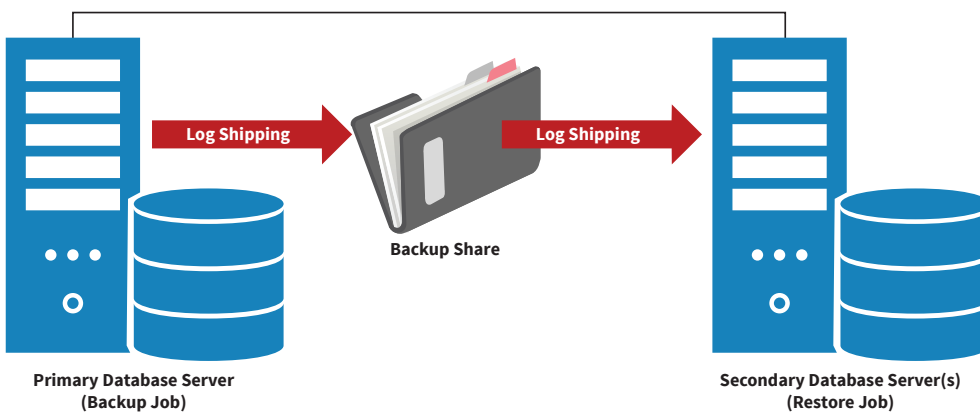 Log Shipping
Log Shipping
Backup Share
Primary Database Server
(Backup Job)
Secondary Database Server(s)
(Restore Job)